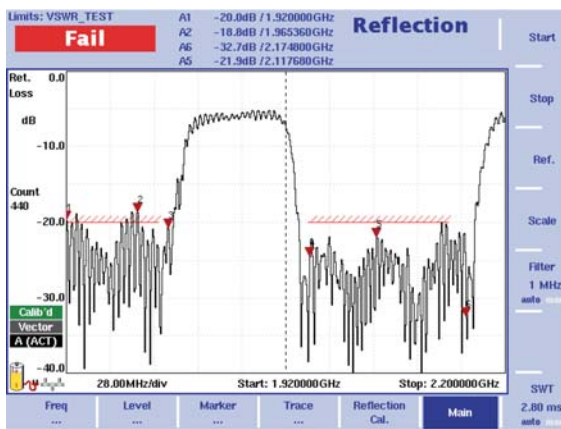 Limits: VSWR_TEST
Fail
A1 -20.0dB /1.920000GHz
A2 -18.8dB /1.965360GHz
A6 -32.7dB /2.174800GHz
A5 -21.9dB /2.117680GHz
Reflection
Start
Stop
Ref.
Scale
Filter
1 MHz
auto
SWT
2.80 ms
auto
Ret. 0.0
Loss
dB
-10.0
Count
440
-20.0
-30.0
-40.0
2
3
5
Calib'd
Vector
A (ACT)
28.00MHz/div Start: 1.920000GHz Stop: 2.200000GHz
Freq
...
Level
...
Marker
...
Trace
...
Reflection
Cal.
Main